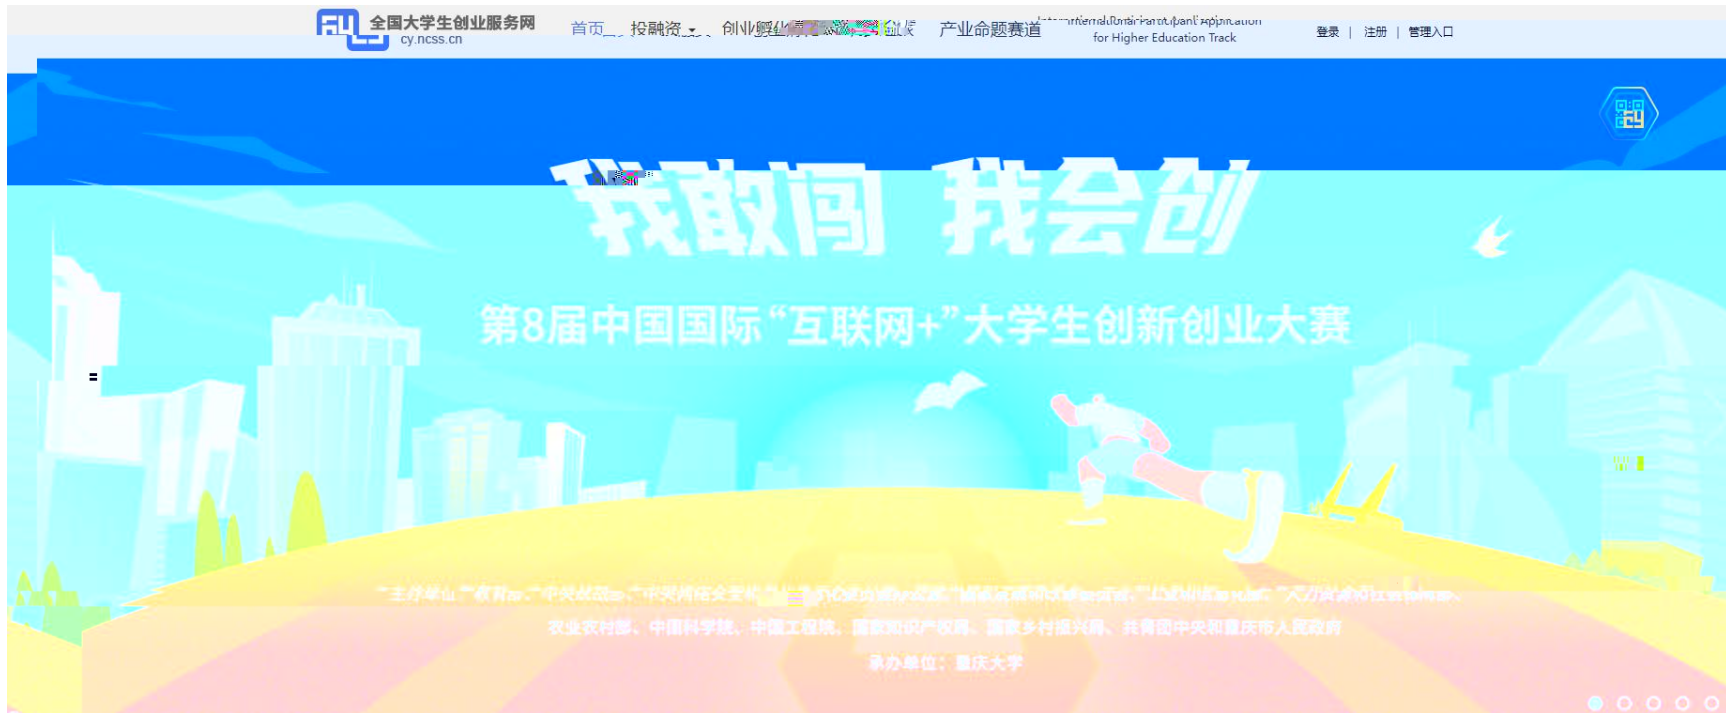 全国大学生创业服务网
cy.ncss.cn
首页 投融资 产业命题赛道
for Higher Education Track
登录 | 注册 | 管理入口
我敢闯 我会创
第8届中国国际“互联网+”大学生创新创业大赛
农业农村部、中国科学院、中国工程院、国家知识产权局、国家乡村振兴局、共青团中央和重庆市人民政府
承办单位：重庆大学